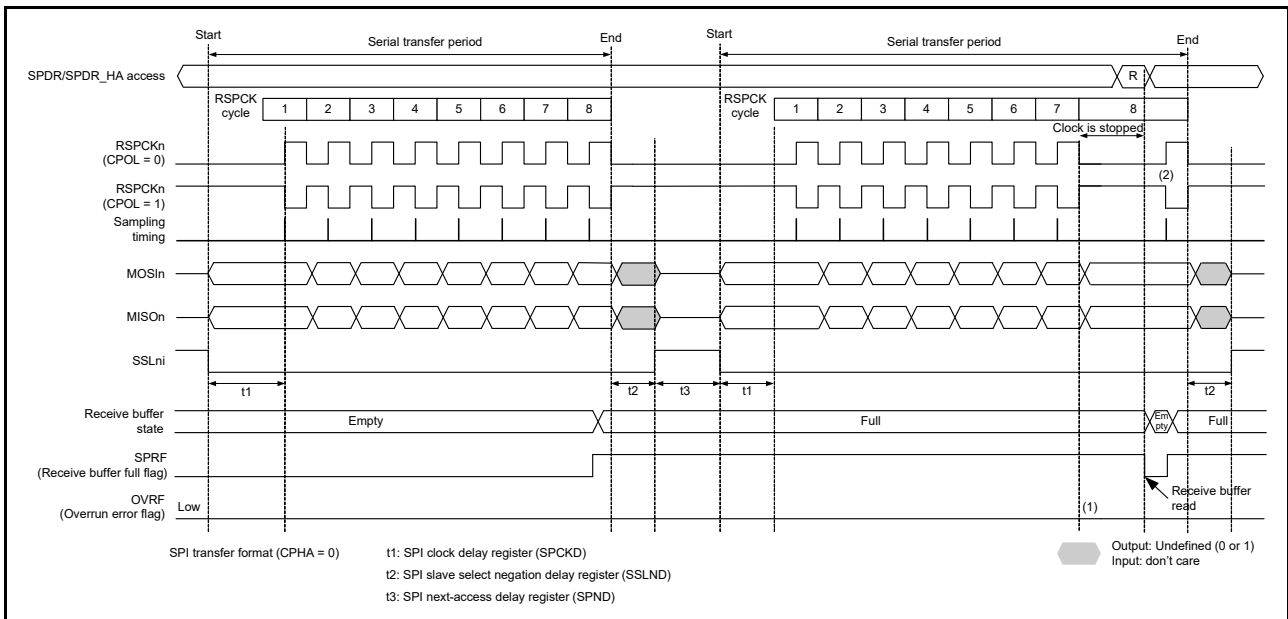 Start
Serial transfer period
End
Start
Serial transfer period
End
SPDR/SPDR_HA access
R
RSPCK
cycle
1 2 3 4 5 6 7 8
RSPCK
cycle
1 2 3 4 5 6 7 8
Clock is stopped
RSPCKn
(CPOL = 0)
(2)
RSPCKn
(CPOL = 1)
Sampling
timing
MOSIn
MISOn
SSLni
t1
t2
t3
t1
t2
Receive buffer
state
Empty
Full
Em
pty
Full
SPRF
(Receive buffer full flag)
Receive buffer
read
OVRF
(Overrun error flag)
Low
(1)
SPI transfer format (CPHA = 0)
t1: SPI clock delay register (SPCKD)
t2: SPI slave select negation delay register (SSLND)
t3: SPI next-access delay register (SPND)
Output: Undefined (0 or 1)
Input: don't care